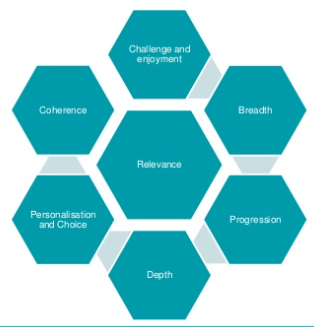 Challenge and
enjoyment
Coherence
Breadth
Relevance
Personalisation
and Choice
Progression
Depth